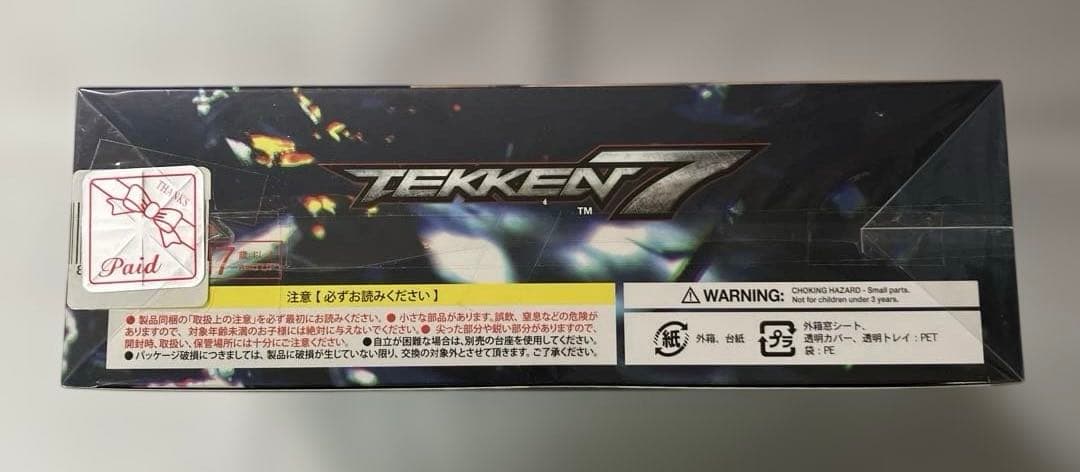 TEKKEN 7
TM
THANKS
Paid
8
7歳以
注意【必ずお読みください】
●製品同梱の「取扱上の注意」を必ず最初にお読みください。●小さな部品があります。誤飲、窒息などの危険が
ありますので、対象年齢未満のお子様には絶対に与えないでください。●尖った部分や鋭い部分がありますので、
開封時、取扱い、保管場所には十分にご注意ください。●自立が困難な場合は、別売の台座を使用してください。
●パッケージ破損につきましては、製品に破損が生じていない限り、交換の対象外とさせて頂きます。ご了承ください。
WARNING: CHOKING HAZARD - Small parts.
Not for children under 3 years.
紙 外箱、台紙
プラ 外箱窓シート、
透明カバー、透明トレイ:PET
袋:PE